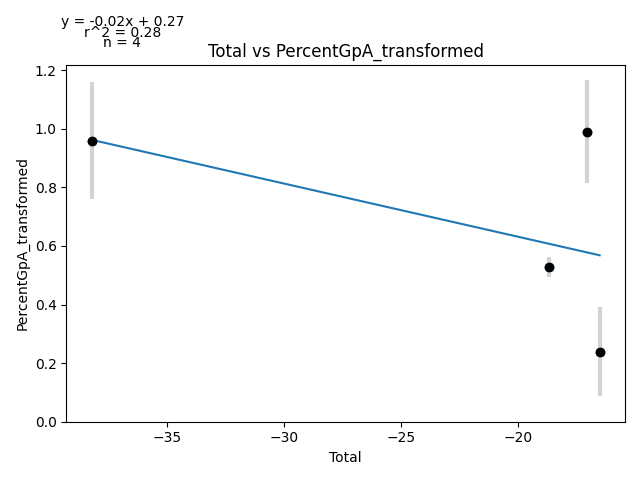 y = -0.02x + 0.27
r^2 = 0.28
n = 4
Total vs PercentGpA_transformed
1.2
1.0
0.8
0.6
0.4
0.2
0.0
PercentGpA_transformed
−35
−30
−25
−20
Total